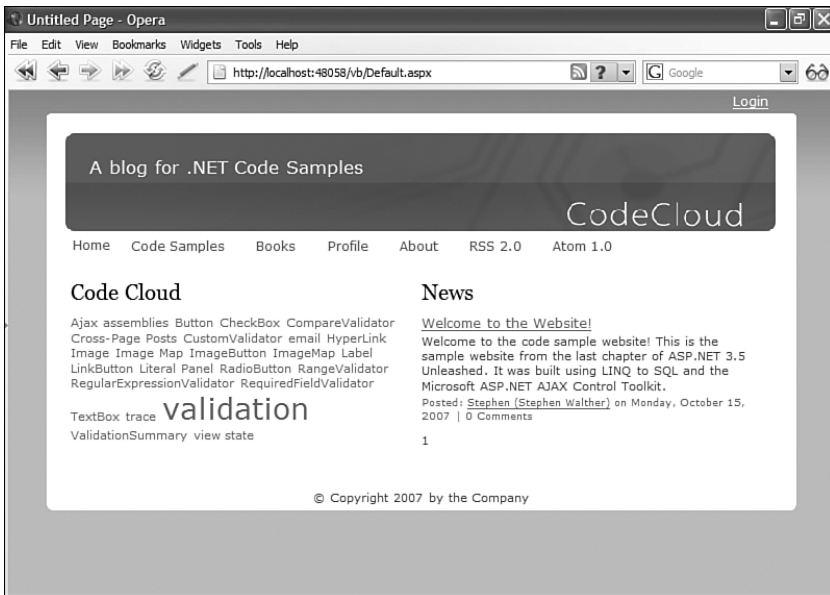 Untitled Page - Opera
File Edit View Bookmarks Widgets Tools Help
http://localhost:48058/vb/Default.aspx ? G Google
Login
A blog for .NET Code Samples
CodeCloud
Home Code Samples Books Profile About RSS 2.0 Atom 1.0
Code Cloud
Ajax assemblies Button CheckBox CompareValidator
Cross-Page Posts CustomValidator email HyperLink
Image Image Map ImageButton ImageMap Label
LinkButton Literal Panel RadioButton RangeValidator
RegularExpressionValidator RequiredFieldValidator
TextBox trace validation
ValidationSummary view state
News
Welcome to the Website!
Welcome to the code sample website! This is the
sample website from the last chapter of ASP.NET 3.5
Unleashed. It was built using LINQ to SQL and the
Microsoft ASP.NET AJAX Control Toolkit.
Posted: Stephen (Stephen Walther) on Monday, October 15,
2007 | 0 Comments
1
© Copyright 2007 by the Company